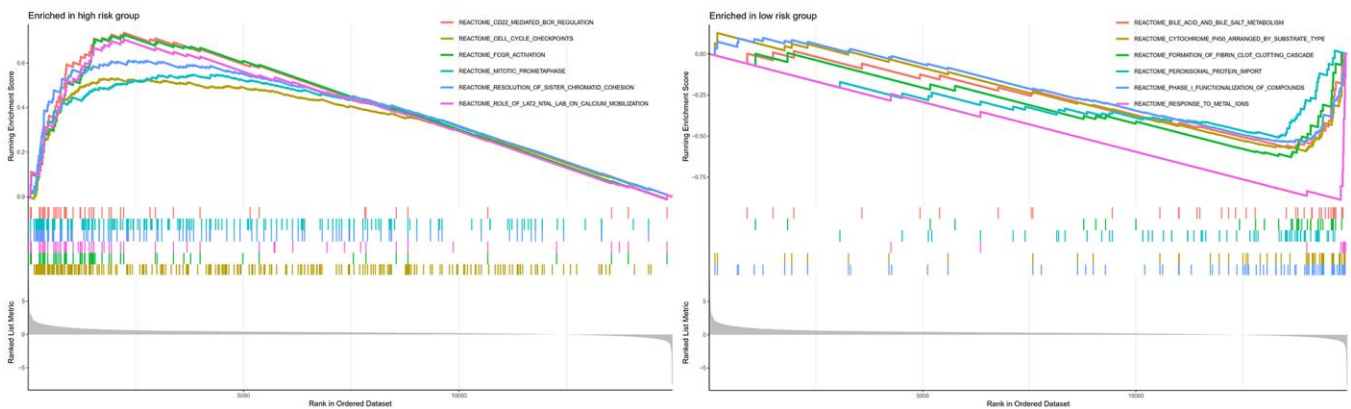 Enriched in high risk group
REACTOME_CD22_MEDIATED_BCR_REGULATION
REACTOME_CELL_CYCLE_CHECKPOINTS
REACTOME_FCGR_ACTIVATION
REACTOME_MITOTIC_PROMETAPHASE
REACTOME_RESOLUTION_OF_SISTER_CHROMATID_COHESION
REACTOME_ROLE_OF_LAT2_NTAL_LAB_ON_CALCIUM_MOBILIZATION
Running Enrichment Score
0.6
0.4
0.2
0.0
Ranked List Metric
5
0
-5
5000
10000
Rank in Ordered Dataset
Enriched in low risk group
REACTOME_BILE_ACID_AND_BILE_SALT_METABOLISM
REACTOME_CYTOCHROME_P450_ARRANGED_BY_SUBSTRATE_TYPE
REACTOME_FORMATION_OF_FIBRIN_CLOT_CLOTTING_CASCADE
REACTOME_PEROXISOMAL_PROTEIN_IMPORT
REACTOME_PHASE_I_FUNCTIONALIZATION_OF_COMPOUNDS
REACTOME_RESPONSE_TO_METAL_IONS
Running Enrichment Score
0.00
-0.25
-0.50
-0.75
Ranked List Metric
5
0
-5
5000
10000
Rank in Ordered Dataset